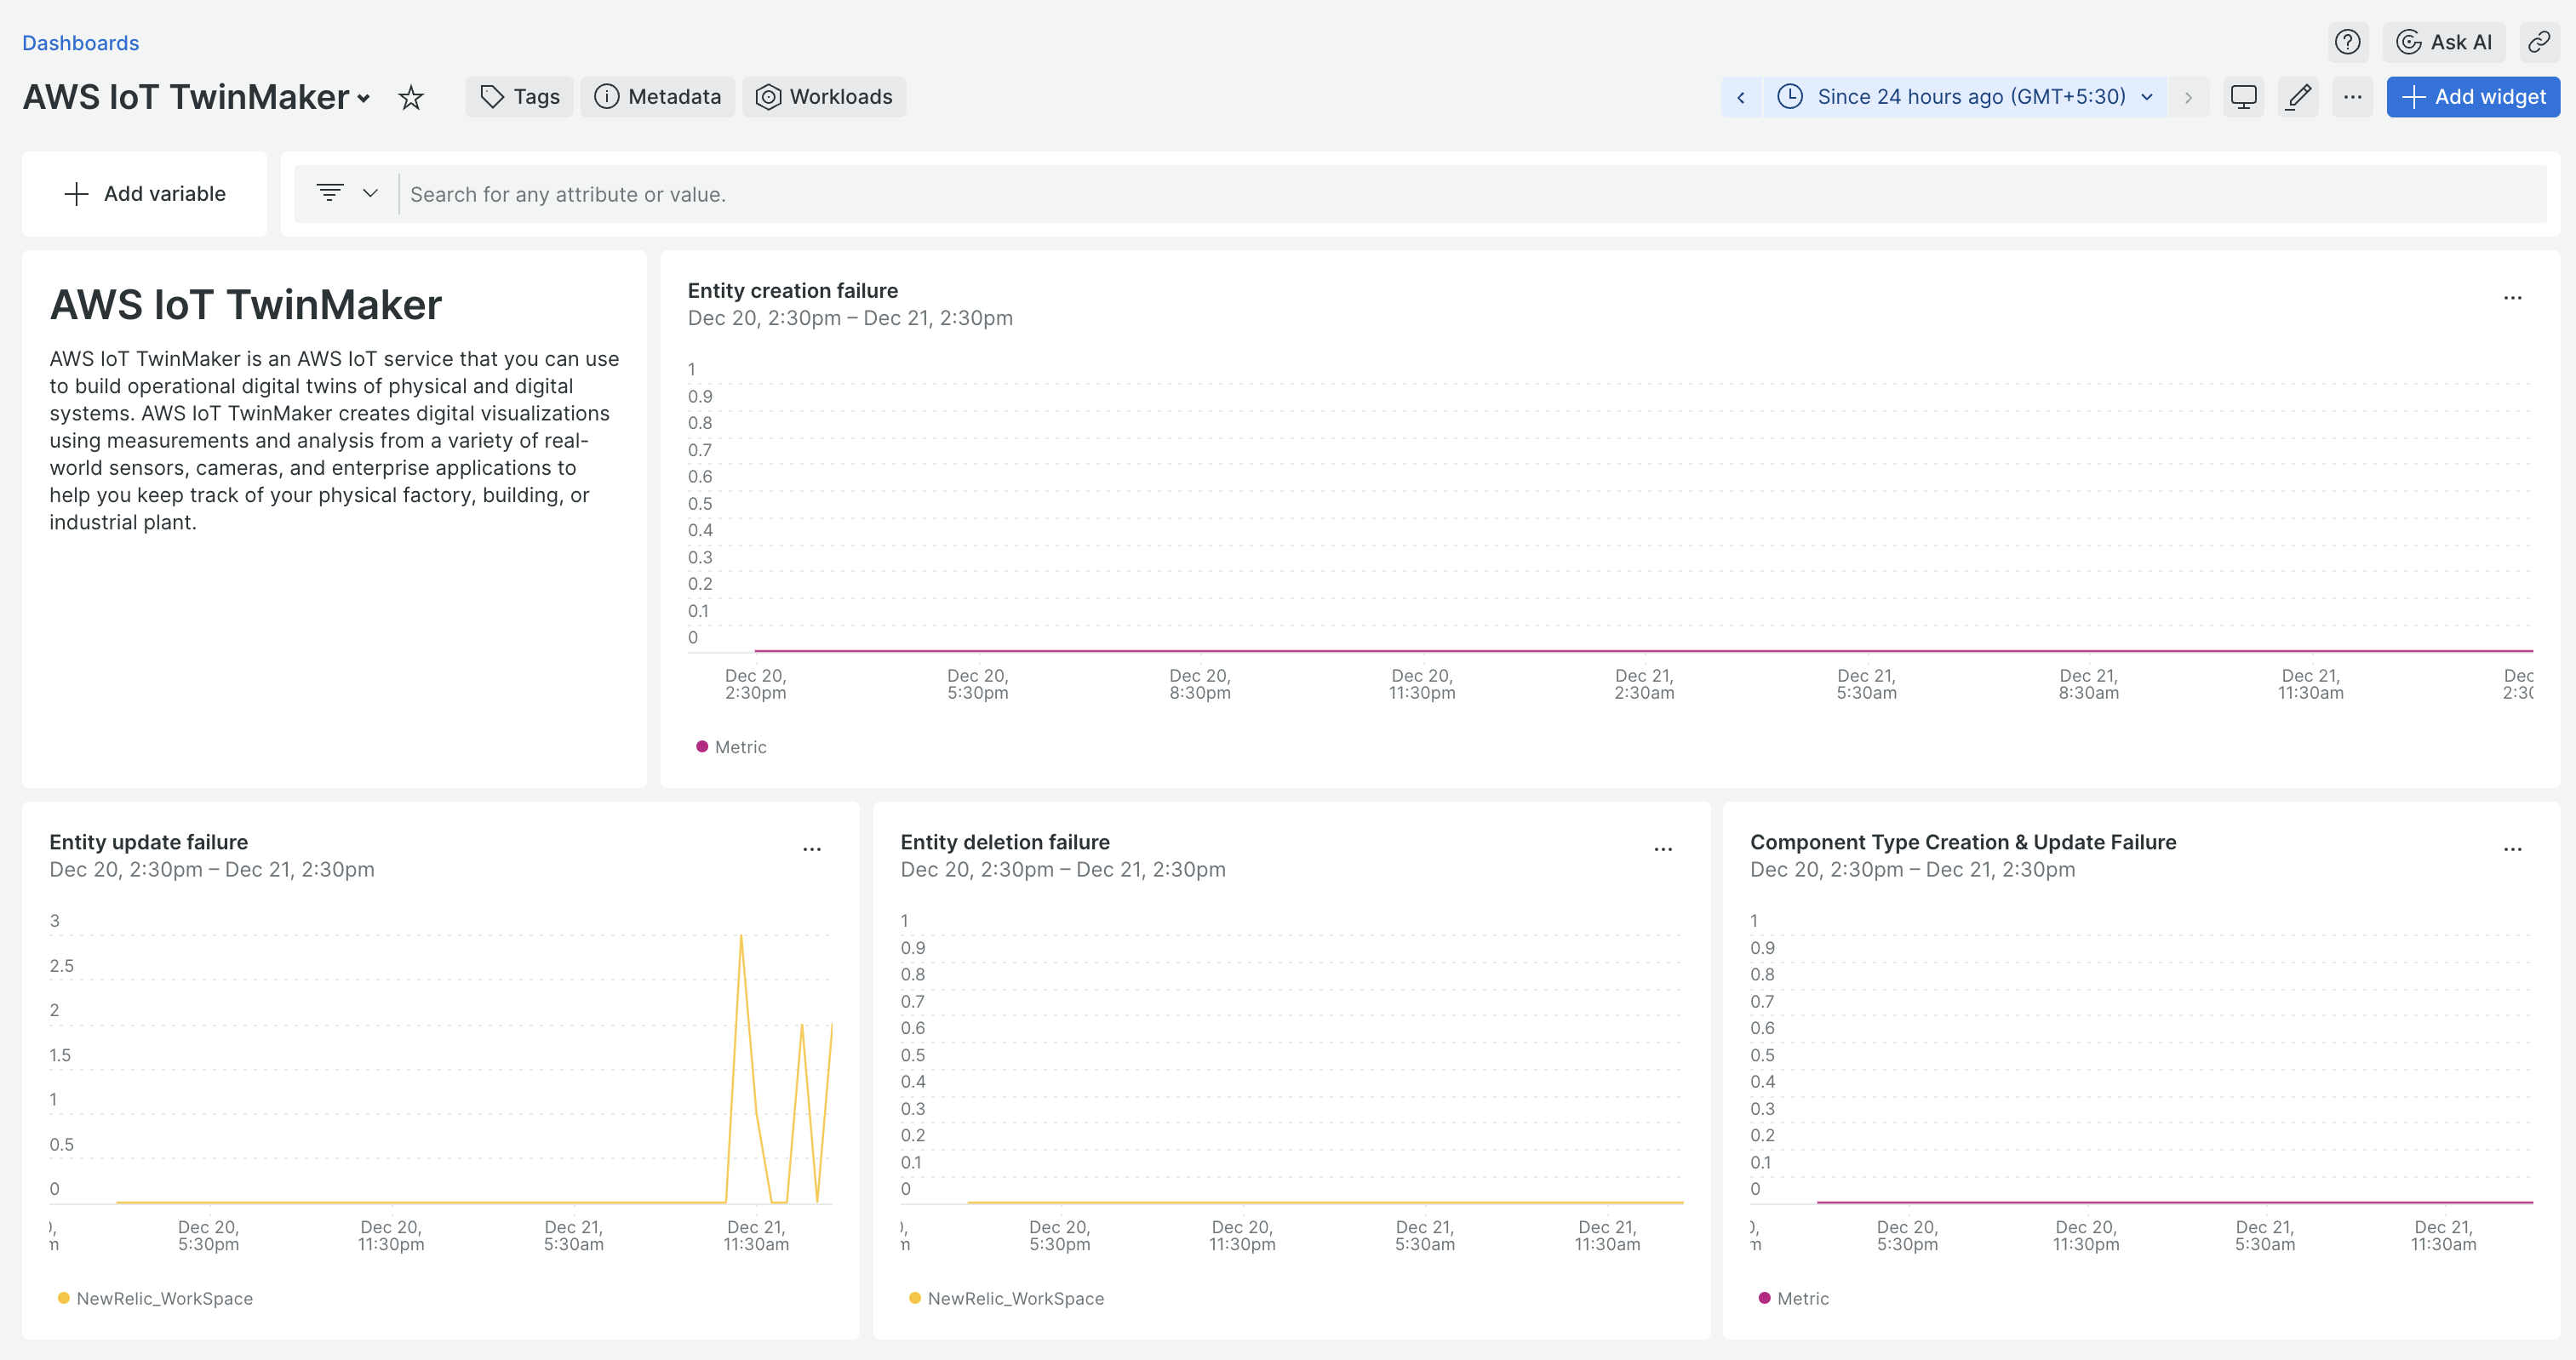 Dashboards
Ask AI
AWS IoT TwinMaker
Tags
Metadata
Workloads
Since 24 hours ago (GMT+5:30)
Add widget
Add variable
Search for any attribute or value.
AWS IoT TwinMaker
AWS IoT TwinMaker is an AWS IoT service that you can use
to build operational digital twins of physical and digital
systems. AWS IoT TwinMaker creates digital visualizations
using measurements and analysis from a variety of real-
world sensors, cameras, and enterprise applications to
help you keep track of your physical factory, building, or
industrial plant.
Entity creation failure
Dec 20, 2:30pm – Dec 21, 2:30pm
1
0.9
0.8
0.7
0.6
0.5
0.4
0.3
0.2
0.1
0
Dec 20,
2:30pm
Dec 20,
5:30pm
Dec 20,
8:30pm
Dec 20,
11:30pm
Dec 21,
2:30am
Dec 21,
5:30am
Dec 21,
8:30am
Dec 21,
11:30am
Dec
2:30
Metric
Entity update failure
Dec 20, 2:30pm – Dec 21, 2:30pm
3
2.5
2
1.5
1
0.5
0
Dec 20,
5:30pm
Dec 20,
11:30pm
Dec 21,
5:30am
Dec 21,
11:30am
NewRelic_WorkSpace
Entity deletion failure
Dec 20, 2:30pm – Dec 21, 2:30pm
1
0.9
0.8
0.7
0.6
0.5
0.4
0.3
0.2
0.1
0
Dec 20,
5:30pm
Dec 20,
11:30pm
Dec 21,
5:30am
Dec 21,
11:30am
NewRelic_WorkSpace
Component Type Creation & Update Failure
Dec 20, 2:30pm – Dec 21, 2:30pm
1
0.9
0.8
0.7
0.6
0.5
0.4
0.3
0.2
0.1
0
Dec 20,
5:30pm
Dec 20,
11:30pm
Dec 21,
5:30am
Dec 21,
11:30am
Metric